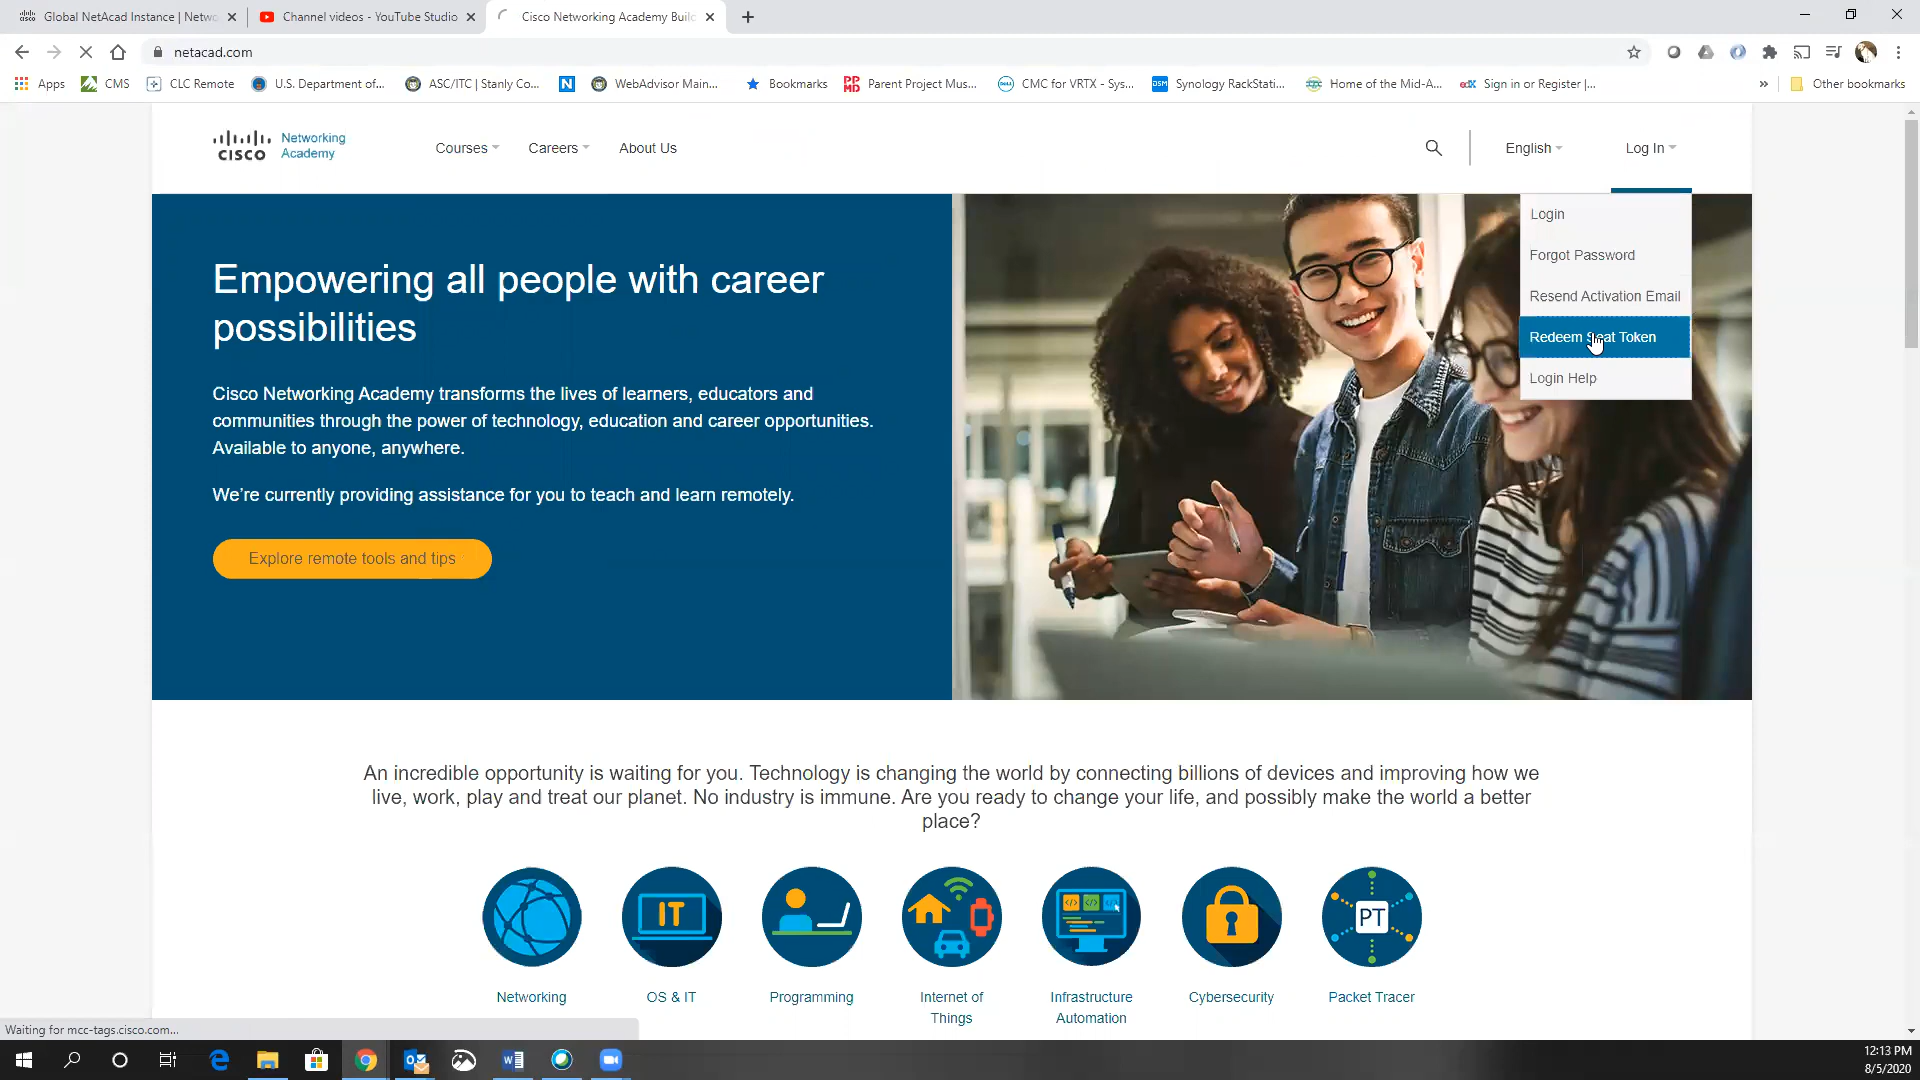 Global NetAcad Instance | Netwo
Channel videos - YouTube Studio
Cisco Networking Academy Buil
netacad.com
Apps
CMS
CLC Remote
U.S. Department of...
ASC/ITC | Stanly Co...
N
WebAdvisor Main...
Bookmarks
Parent Project Mus...
CMC for VRTX - Sys...
DSM
Synology RackStati...
Home of the Mid-A...
edX
Sign in or Register |...
»
Other bookmarks
CISCO
Networking
Academy
Courses
Careers
About Us
English
Log In
Login
Forgot Password
Resend Activation Email
Redeem Seat Token
Login Help
Empowering all people with career
possibilities
Cisco Networking Academy transforms the lives of learners, educators and
communities through the power of technology, education and career opportunities.
Available to anyone, anywhere.
We’re currently providing assistance for you to teach and learn remotely.
Explore remote tools and tips
An incredible opportunity is waiting for you. Technology is changing the world by connecting billions of devices and improving how we
live, work, play and treat our planet. No industry is immune. Are you ready to change your life, and possibly make the world a better
place?
IT
PT
Networking
OS & IT
Programming
Internet of
Things
Infrastructure
Automation
Cybersecurity
Packet Tracer
Waiting for mcc-tags.cisco.com...
12:13 PM
8/5/2020